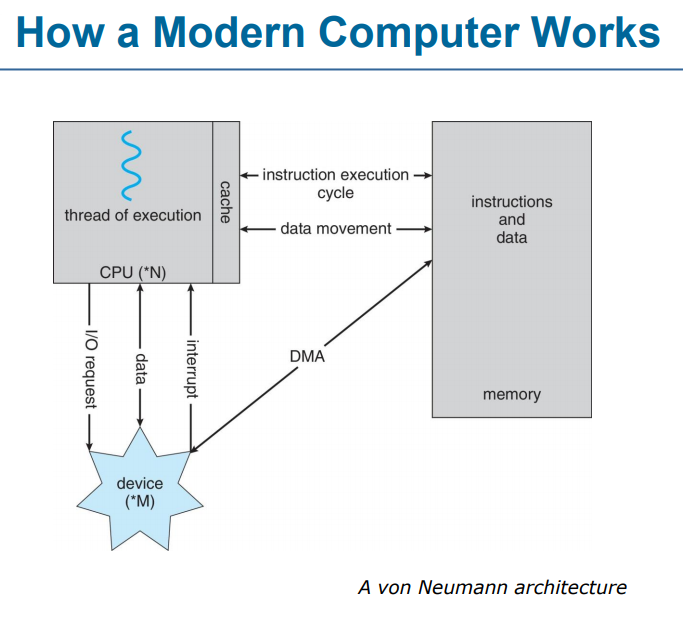 How a Modern Computer Works
thread of execution
cache
CPU (*N)
instruction execution
cycle
data movement
instructions
and
data
memory
I/O request
data
interrupt
DMA
device
(*M)
A von Neumann architecture